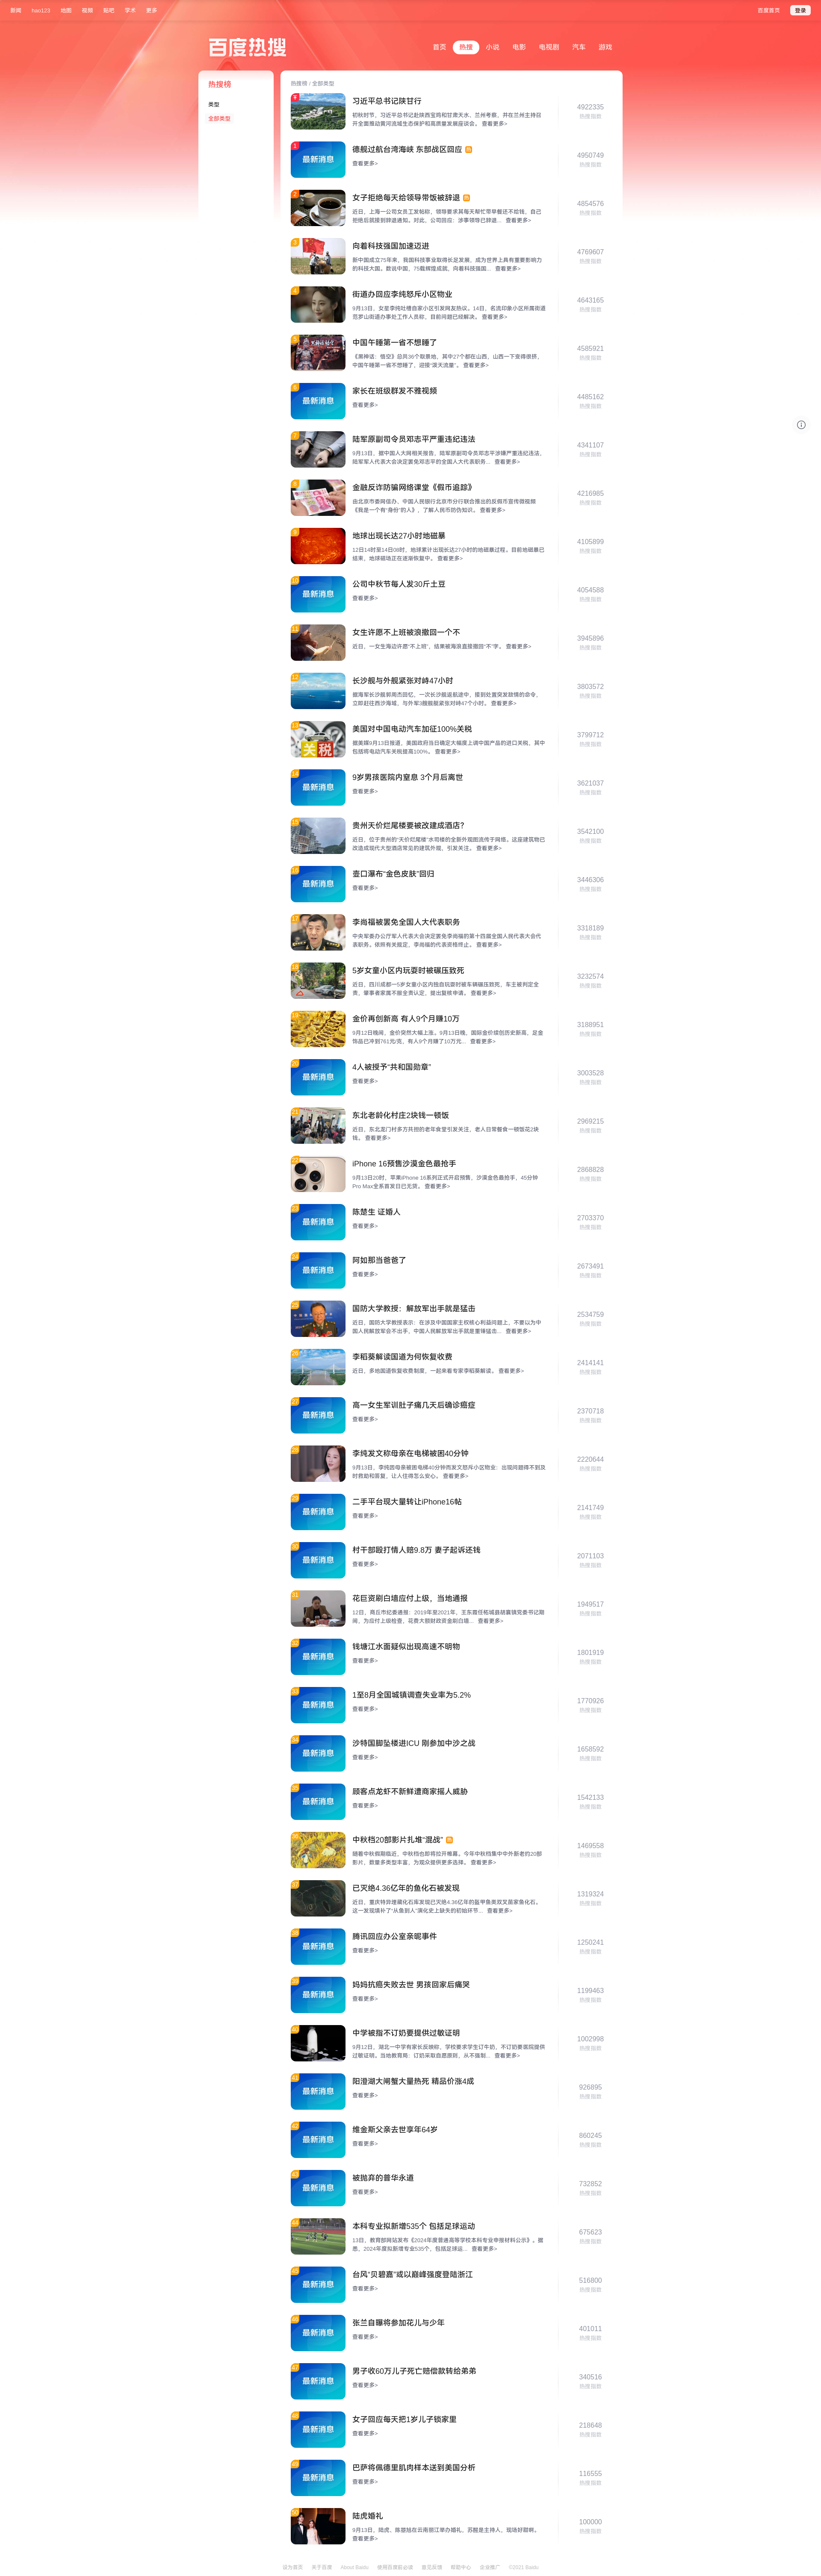 新闻 hao123 地图 视频 贴吧 学术 更多
百度首页 登录
百度热搜
首页 热搜 小说 电影 电视剧 汽车 游戏
热搜榜
类型
全部类型
热搜榜 / 全部类型
习近平总书记陕甘行
初秋时节，习近平总书记赴陕西宝鸡和甘肃天水、兰州考察，并在兰州主持召
开全面推动黄河流域生态保护和高质量发展座谈会。 查看更多>
4922335
热搜指数
1
最新消息
德舰过航台湾海峡 东部战区回应 热
查看更多>
4950749
热搜指数
2
女子拒绝每天给领导带饭被辞退 热
近日，上海一公司女员工发帖称，领导要求其每天帮忙带早餐还不给钱，自己
拒绝后就接到辞退通知。对此，公司回应：涉事领导已辞退... 查看更多>
4854576
热搜指数
3
向着科技强国加速迈进
新中国成立75年来，我国科技事业取得长足发展，成为世界上具有重要影响力
的科技大国。数说中国，75载辉煌成就，向着科技强国... 查看更多>
4769607
热搜指数
4
街道办回应李纯怒斥小区物业
9月13日，女星李纯吐槽自家小区引发网友热议。14日，名流印象小区所属街道
范罗山街道办事处工作人员称，目前问题已经解决。 查看更多>
4643165
热搜指数
5
中国午睡第一省不想睡了
《黑神话：悟空》总共36个取景地，其中27个都在山西，山西一下变得很挤，
中国午睡第一省不想睡了，迎接“滚天流量”。 查看更多>
4585921
热搜指数
6
最新消息
家长在班级群发不雅视频
查看更多>
4485162
热搜指数
7
陆军原副司令员邓志平严重违纪违法
9月13日，据中国人大网相关报告，陆军原副司令员邓志平涉嫌严重违纪违法，
陆军军人代表大会决定罢免邓志平的全国人大代表职务... 查看更多>
4341107
热搜指数
8
金融反诈防骗网络课堂《假币追踪》
由北京市委网信办、中国人民银行北京市分行联合推出的反假币宣传微视频
《我是一个有“身份”的人》，了解人民币的防伪知识。 查看更多>
4216985
热搜指数
9
地球出现长达27小时地磁暴
12日14时至14日08时，地球累计出现长达27小时的地磁暴过程。目前地磁暴已
结束，地球磁场正在逐渐恢复中。 查看更多>
4105899
热搜指数
10
最新消息
公司中秋节每人发30斤土豆
查看更多>
4054588
热搜指数
11
女生许愿不上班被浪撤回一个不
近日，一女生海边许愿“不上班”，结果被海浪直接撤回“不”字。 查看更多>
3945896
热搜指数
12
长沙舰与外舰紧张对峙47小时
据海军长沙舰郭周杰回忆，一次长沙舰返航途中，接到处置突发敌情的命令，
立即赶往西沙海域，与外军3艘舰艇紧张对峙47个小时。 查看更多>
3803572
热搜指数
13
关税
美国对中国电动汽车加征100%关税
据美媒9月13日报道，美国政府当日确定大幅度上调中国产品的进口关税，其中
包括将电动汽车关税提高100%。 查看更多>
3799712
热搜指数
14
最新消息
9岁男孩医院内窒息 3个月后离世
查看更多>
3621037
热搜指数
15
贵州天价烂尾楼要被改建成酒店？
近日，位于贵州的“天价烂尾楼”水司楼的全新外观图流传于网络。这座建筑物已
改造成现代大型酒店常见的建筑外观，引发关注。 查看更多>
3542100
热搜指数
16
最新消息
壶口瀑布“金色皮肤”回归
查看更多>
3446306
热搜指数
17
李尚福被罢免全国人大代表职务
中央军委办公厅军人代表大会决定罢免李尚福的第十四届全国人民代表大会代
表职务。依照有关规定，李尚福的代表资格终止。 查看更多>
3318189
热搜指数
18
5岁女童小区内玩耍时被碾压致死
近日，四川成都一5岁女童小区内独自玩耍时被车辆碾压致死，车主被判定全
责，肇事者家属不服全责认定，提出复核申请。 查看更多>
3232574
热搜指数
19
金价再创新高 有人9个月赚10万
9月12日晚间，金价突然大幅上涨。9月13日晚，国际金价续创历史新高，足金
饰品已冲到761元/克，有人9个月赚了10万元... 查看更多>
3188951
热搜指数
20
最新消息
4人被授予“共和国勋章”
查看更多>
3003528
热搜指数
21
东北老龄化村庄2块钱一顿饭
近日，东北龙门村多方共担的老年食堂引发关注，老人日常餐食一顿饭花2块
钱。 查看更多>
2969215
热搜指数
22
iPhone 16预售沙漠金色最抢手
9月13日20时，苹果iPhone 16系列正式开启预售，沙漠金色最抢手，45分钟
Pro Max全系首发日已无货。 查看更多>
2868828
热搜指数
23
最新消息
陈楚生 证婚人
查看更多>
2703370
热搜指数
24
最新消息
阿如那当爸爸了
查看更多>
2673491
热搜指数
25
国防大学教授：解放军出手就是猛击
近日，国防大学教授表示：在涉及中国国家主权核心利益问题上，不要以为中
国人民解放军会不出手，中国人民解放军出手就是重锤猛击... 查看更多>
2534759
热搜指数
26
李稻葵解读国道为何恢复收费
近日，多地国道恢复收费制度，一起来看专家李稻葵解读。 查看更多>
2414141
热搜指数
27
最新消息
高一女生军训肚子痛几天后确诊癌症
查看更多>
2370718
热搜指数
28
李纯发文称母亲在电梯被困40分钟
9月13日，李纯因母亲被困电梯40分钟而发文怒斥小区物业：出现问题得不到及
时救助和答复，让人住得怎么安心。 查看更多>
2220644
热搜指数
29
最新消息
二手平台现大量转让iPhone16帖
查看更多>
2141749
热搜指数
30
最新消息
村干部殴打情人赔9.8万 妻子起诉还钱
查看更多>
2071103
热搜指数
31
花巨资刷白墙应付上级，当地通报
12日，商丘市纪委通报：2019年至2021年，王东霞任柘城县胡襄镇党委书记期
间，为应付上级检查，花费大额财政资金刷白墙... 查看更多>
1949517
热搜指数
32
最新消息
钱塘江水面疑似出现高速不明物
查看更多>
1801919
热搜指数
33
最新消息
1至8月全国城镇调查失业率为5.2%
查看更多>
1770926
热搜指数
34
最新消息
沙特国脚坠楼进ICU 刚参加中沙之战
查看更多>
1658592
热搜指数
35
最新消息
顾客点龙虾不新鲜遭商家摇人威胁
查看更多>
1542133
热搜指数
36
中秋档20部影片扎堆“混战” 热
随着中秋假期临近，中秋档也即将拉开帷幕。今年中秋档集中中外新老约20部
影片，数量多类型丰富，为观众提供更多选择。 查看更多>
1469558
热搜指数
37
已灭绝4.36亿年的鱼化石被发现
近日，重庆特异埋藏化石库发现已灭绝4.36亿年的盔甲鱼类双叉苗家鱼化石。
这一发现填补了“从鱼到人”演化史上缺失的初始环节... 查看更多>
1319324
热搜指数
38
最新消息
腾讯回应办公室亲昵事件
查看更多>
1250241
热搜指数
39
最新消息
妈妈抗癌失败去世 男孩回家后痛哭
查看更多>
1199463
热搜指数
40
中学被指不订奶要提供过敏证明
9月12日，湖北一中学有家长反映称，学校要求学生订牛奶，不订奶要医院提供
过敏证明。当地教育局：订奶采取自愿原则，从不强制... 查看更多>
1002998
热搜指数
41
最新消息
阳澄湖大闸蟹大量热死 精品价涨4成
查看更多>
926895
热搜指数
42
最新消息
维金斯父亲去世享年64岁
查看更多>
860245
热搜指数
43
最新消息
被抛弃的普华永道
查看更多>
732852
热搜指数
44
本科专业拟新增535个 包括足球运动
13日，教育部网站发布《2024年度普通高等学校本科专业申报材料公示》。据
悉，2024年度拟新增专业535个，包括足球运... 查看更多>
675623
热搜指数
45
最新消息
台风“贝碧嘉”或以巅峰强度登陆浙江
查看更多>
516800
热搜指数
46
最新消息
张兰自曝将参加花儿与少年
查看更多>
401011
热搜指数
47
最新消息
男子收60万儿子死亡赔偿款转给弟弟
查看更多>
340516
热搜指数
48
最新消息
女子回应每天把1岁儿子锁家里
查看更多>
218648
热搜指数
49
最新消息
巴萨将佩德里肌肉样本送到美国分析
查看更多>
116555
热搜指数
50
陆虎婚礼
9月13日，陆虎、陈意旭在云南丽江举办婚礼，苏醒是主持人，现场好甜啊。
查看更多>
100000
热搜指数
设为首页 关于百度 About Baidu 使用百度前必读 意见反馈 帮助中心 企业推广 ©2021 Baidu